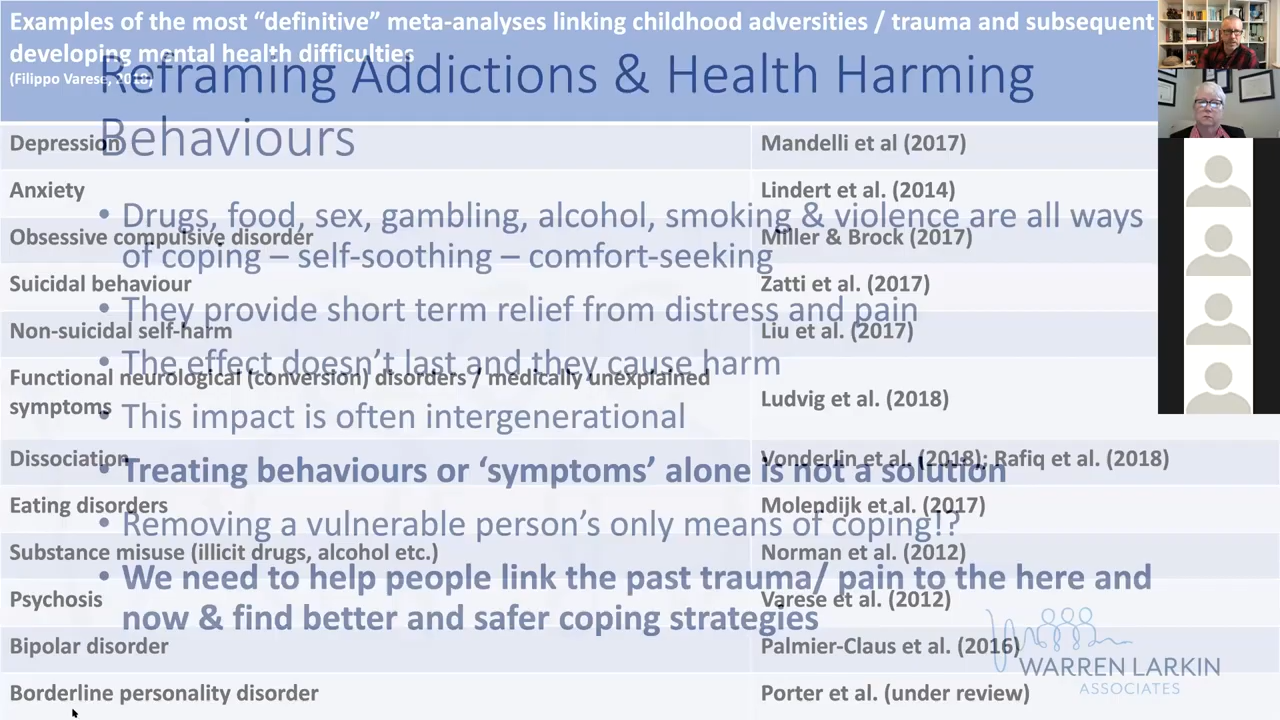 Examples of the most “definitive” meta-analyses linking childhood adversities / trauma and subsequent
developing mental health difficulties
(Filippo Varese, 2018)
Depression Mandelli et al (2017)
Anxiety Lindert et al. (2014)
Obsessive compulsive disorder Miller & Brock (2017)
Suicidal behaviour Zatti et al. (2017)
Non-suicidal self-harm Liu et al. (2017)
Functional neurological (conversion) disorders / medically unexplained
symptoms Ludvig et al. (2018)
Dissociation Vonderlin et al. (2018); Rafiq et al. (2018)
Eating disorders Molendijk et al. (2017)
Substance misuse (illicit drugs, alcohol etc.) Norman et al. (2012)
Psychosis Varese et al. (2012)
Bipolar disorder Palmier-Claus et al. (2016)
Borderline personality disorder Porter et al. (under review)
Reframing Addictions & Health Harming
Behaviours
• Drugs, food, sex, gambling, alcohol, smoking & violence are all ways
of coping – self-soothing – comfort-seeking
• They provide short term relief from distress and pain
• The effect doesn’t last and they cause harm
• This impact is often intergenerational
• Treating behaviours or ‘symptoms’ alone is not a solution
• Removing a vulnerable person’s only means of coping!?
• We need to help people link the past trauma/ pain to the here and
now & find better and safer coping strategies
WARREN LARKIN
ASSOCIATES